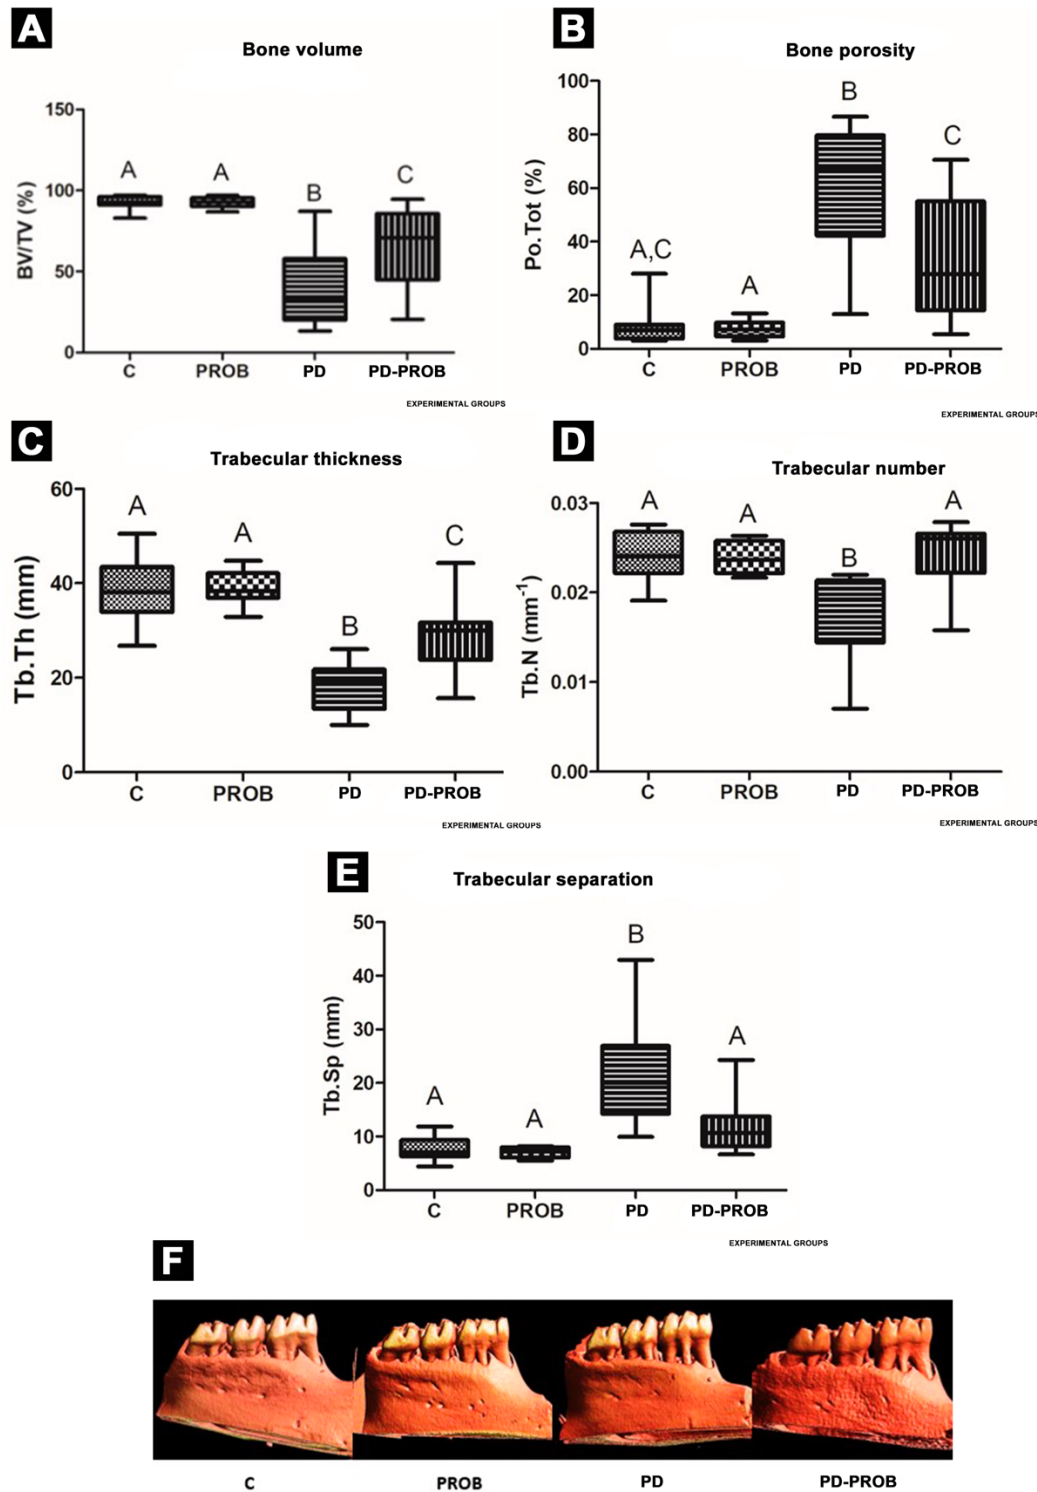 A
Bone volume
BV/TV (%)
150
100
50
0
A
A
B
C
C
PROB
PD
PD-PROB
EXPERIMENTAL GROUPS
B
Bone porosity
Po.Tot (%)
100
80
60
40
20
0
A,C
A
B
C
C
PROB
PD
PD-PROB
EXPERIMENTAL GROUPS
C
Trabecular thickness
Tb.Th (mm)
60
40
20
0
A
A
B
C
C
PROB
PD
PD-PROB
EXPERIMENTAL GROUPS
D
Trabecular number
Tb.N (mm⁻¹)
0.03
0.02
0.01
0.00
A
A
B
A
C
PROB
PD
PD-PROB
EXPERIMENTAL GROUPS
E
Trabecular separation
Tb.Sp (mm)
50
40
30
20
10
0
A
A
B
A
C
PROB
PD
PD-PROB
EXPERIMENTAL GROUPS
F
C
PROB
PD
PD-PROB